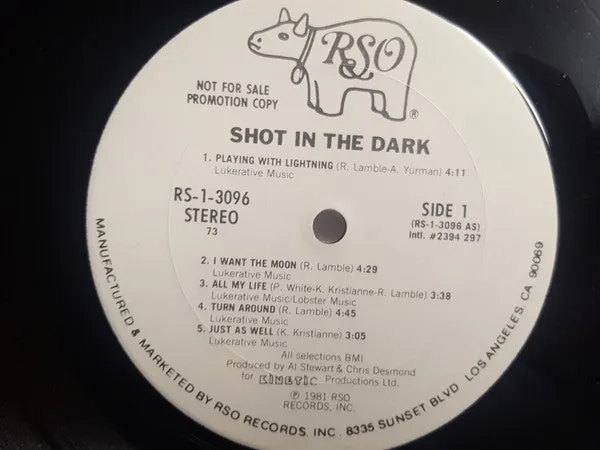 RSO
®
NOT FOR SALE
PROMOTION COPY
SHOT IN THE DARK
1. PLAYING WITH LIGHTNING (R. Lamble-A. Yurman) 4:11
Lukerative Music
RS-1-3096
STEREO
73
SIDE 1
(RS-1-3096 AS)
Intl. #2394 297
2. I WANT THE MOON (R. Lamble) 4:29
Lukerative Music
3. ALL MY LIFE (P. White-K. Kristianne-R. Lamble) 3:38
Lukerative Music/Lobster Music
4. TURN AROUND (R. Lamble) 4:45
Lukerative Music
5. JUST AS WELL (K. Kristianne) 3:05
Lukerative Music
All selections BMI
Produced by Al Stewart & Chris Desmond
for KINETIC Productions Ltd.
℗ 1981 RSO
RECORDS, INC.
MANUFACTURED & MARKETED BY RSO RECORDS, INC. 8335 SUNSET BLVD. LOS ANGELES, CA. 90069